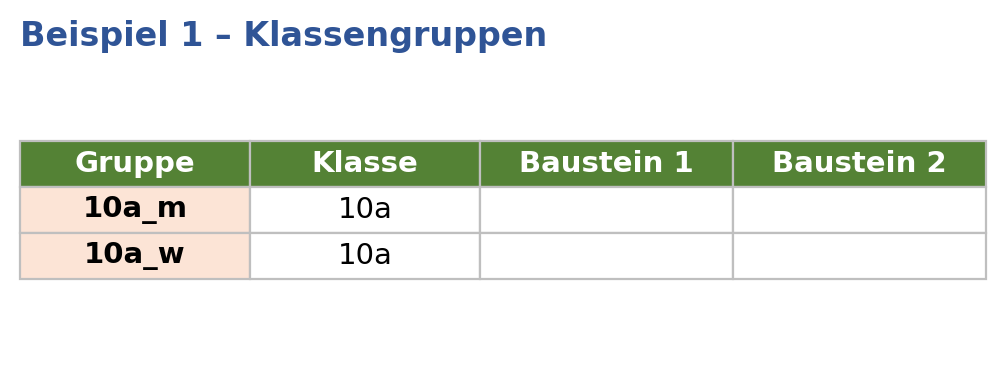 Beispiel 1 – Klassengruppen
Gruppe Klasse Baustein 1 Baustein 2
10a_m 10a
10a_w 10a